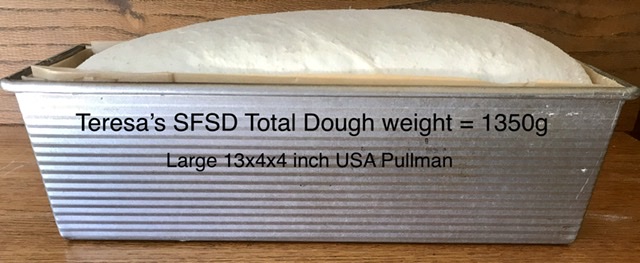 Teresa's SFSD Total Dough weight = 1350g
Large 13x4x4 inch USA Pullman